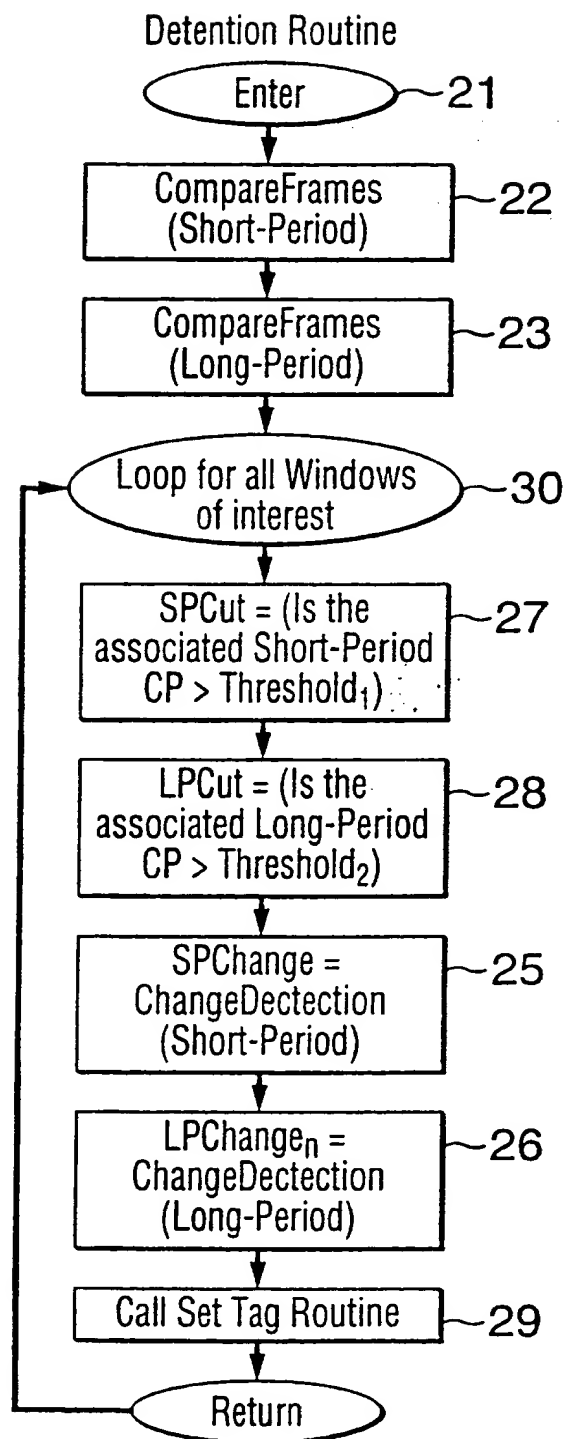 Detention Routine
Enter
21
CompareFrames
(Short-Period)
22
CompareFrames
(Long-Period)
23
Loop for all Windows
of interest
30
SPCut = (Is the
associated Short-Period
CP > Threshold₁)
27
LPCut = (Is the
associated Long-Period
CP > Threshold₂)
28
SPChange =
ChangeDectection
(Short-Period)
25
LPChangeₙ =
ChangeDectection
(Long-Period)
26
Call Set Tag Routine
29
Return